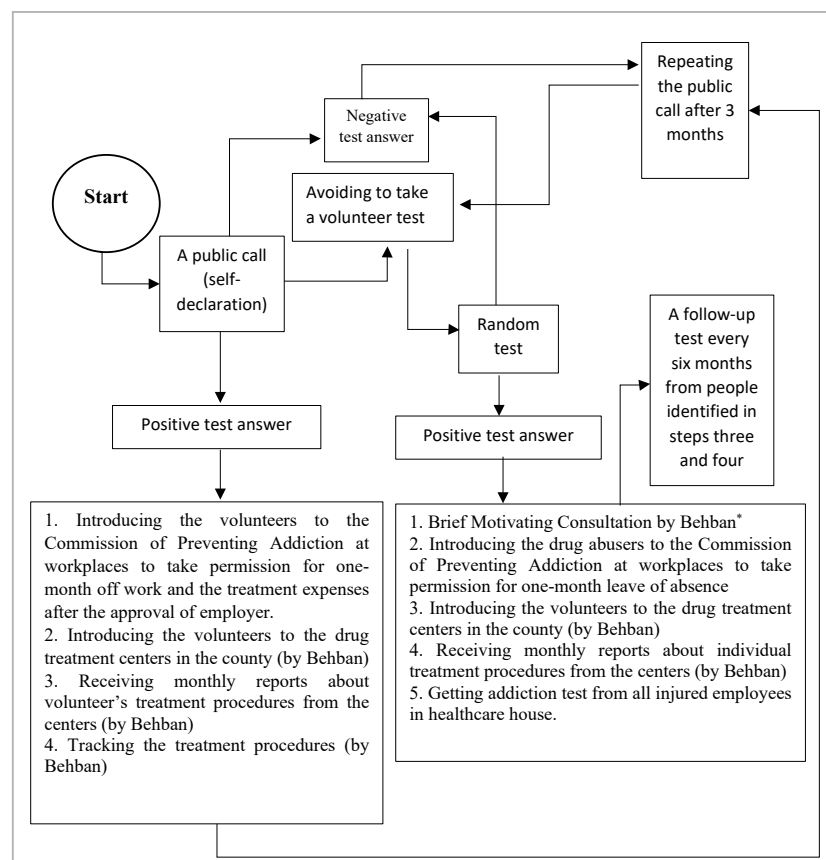 Repeating
the public
call after 3
months
Negative
test answer
Avoiding to take
a volunteer test
Start
A public call
(self-
declaration)
Random
test
A follow-up
test every
six months
from people
identified in
steps three
and four
Positive test answer
Positive test answer
1. Introducing the volunteers to the
Commission of Preventing Addiction at
workplaces to take permission for one-
month off work and the treatment expenses
after the approval of employer.
2. Introducing the volunteers to the drug
treatment centers in the county (by Behban)
3. Receiving monthly reports about
volunteer's treatment procedures from the
centers (by Behban)
4. Tracking the treatment procedures (by
Behban)
1. Brief Motivating Consultation by Behban*
2. Introducing the drug abusers to the Commission
of Preventing Addiction at workplaces to take
permission for one-month leave of absence
3. Introducing the volunteers to the drug treatment
centers in the county (by Behban)
4. Receiving monthly reports about individual
treatment procedures from the centers (by Behban)
5. Getting addiction test from all injured employees
in healthcare house.